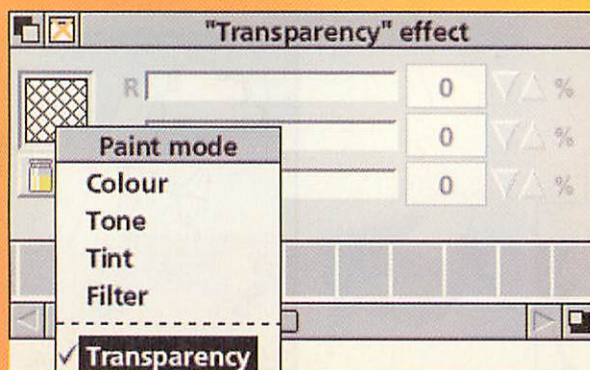 "Transparency" effect
R 0 %
0 %
0 %
Paint mode
Colour
Tone
Tint
Filter
✓ Transparency